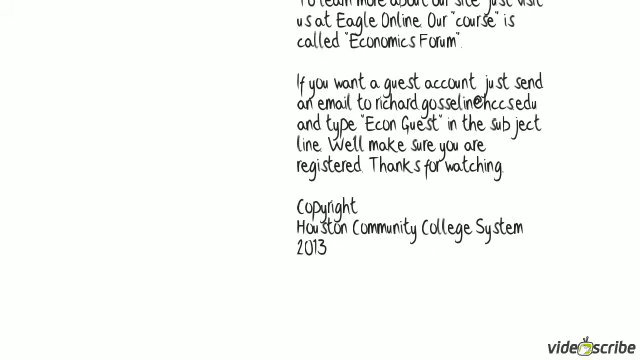 To learn more about our site just visit
us at Eagle Online. Our "course" is
called "Economics Forum".
If you want a guest account just send
an email to richard.gosselin@hccs.edu
and type "Econ Guest" in the subject
line. We'll make sure you are
registered. Thanks for watching.
Copyright
Houston Community College System
2013
videoscribe